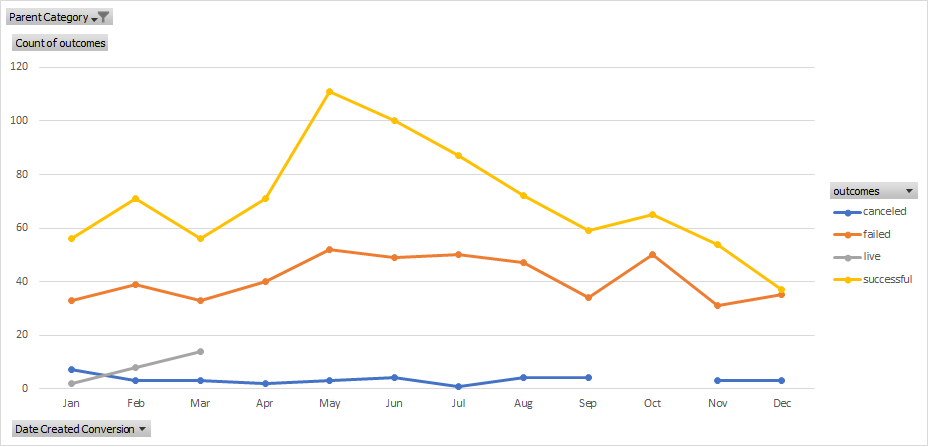 Parent Category
Count of outcomes
120
100
80
60
40
20
0
Jan Feb Mar Apr May Jun Jul Aug Sep Oct Nov Dec
Date Created Conversion
outcomes
canceled
failed
live
successful